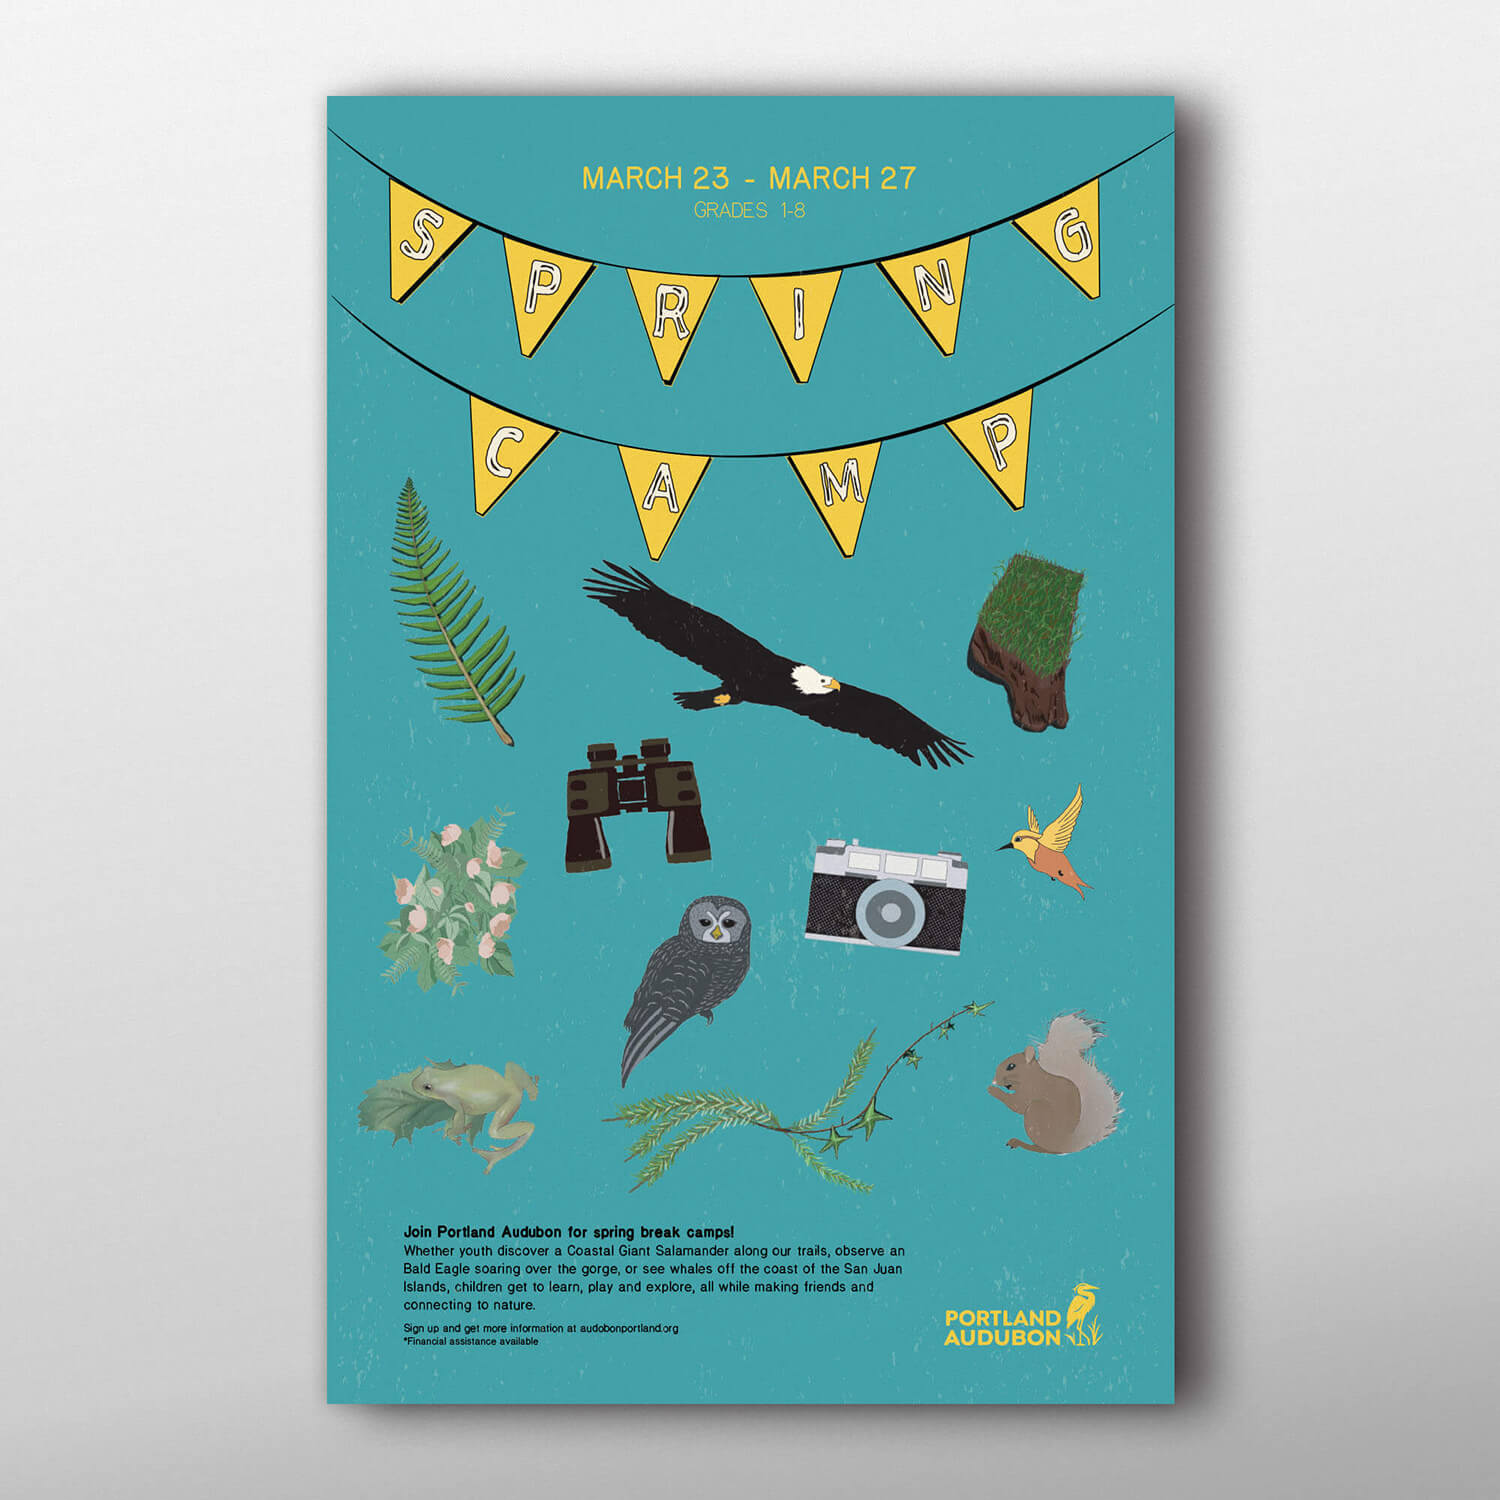 MARCH 23 - MARCH 27
GRADES 1-8
SPRING
CAMP
Join Portland Audubon for spring break camps!
Whether youth discover a Coastal Giant Salamander along our trails, observe an
Bald Eagle soaring over the gorge, or see whales off the coast of the San Juan
Islands, children get to learn, play and explore, all while making friends and
connecting to nature.
Sign up and get more information at audobonportland.org
*Financial assistance available
PORTLAND
AUDUBON